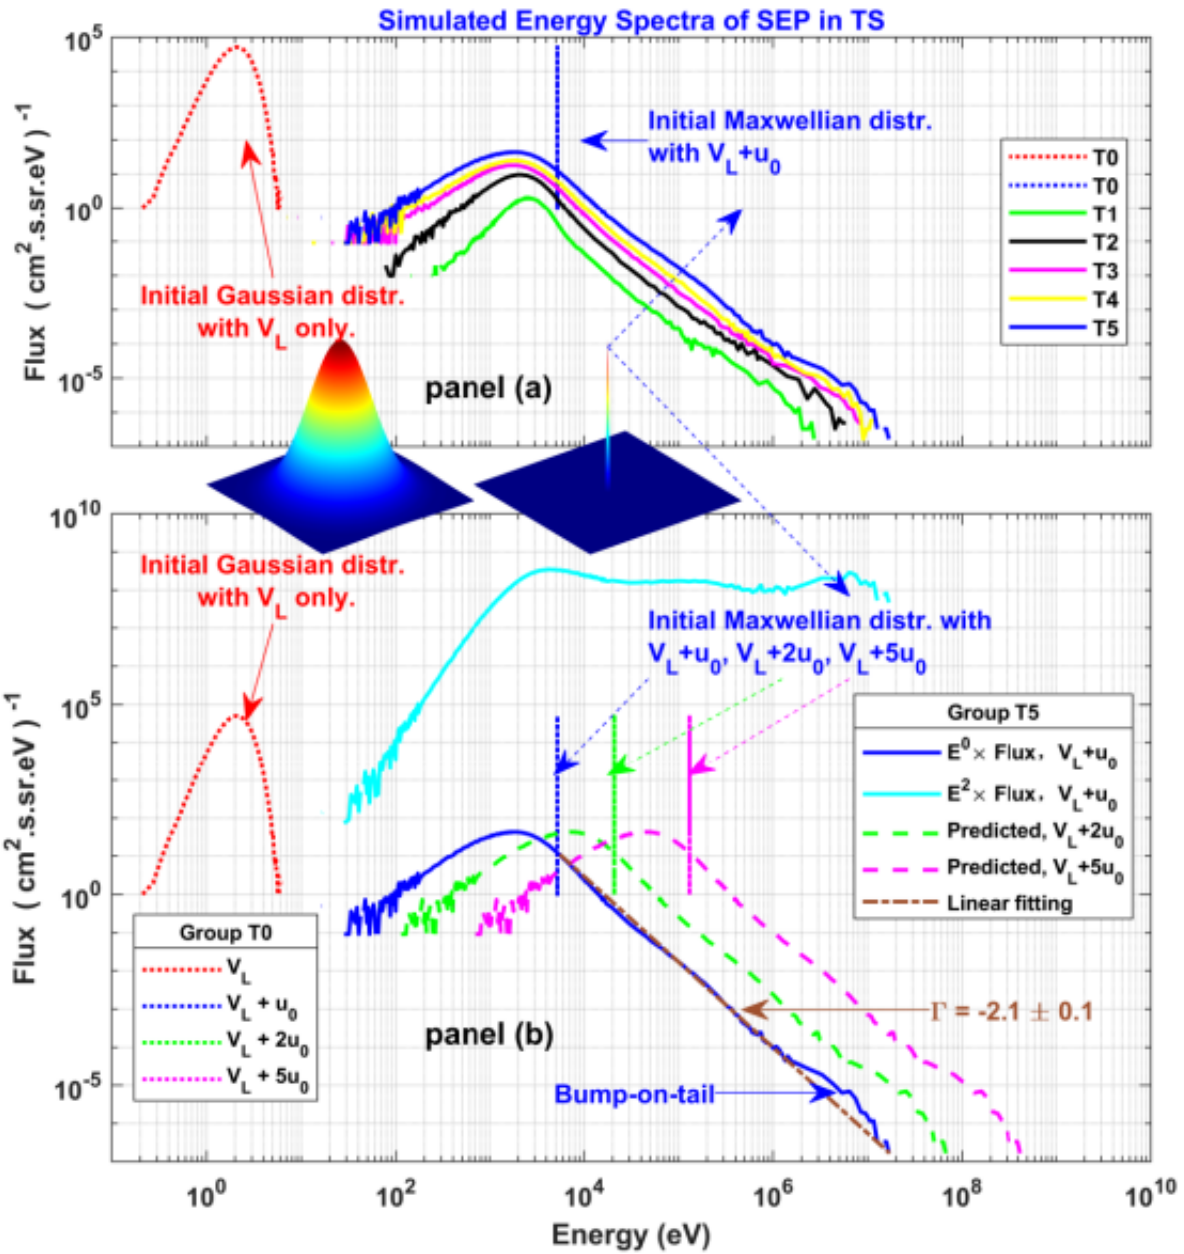 Simulated Energy Spectra of SEP in TS
10^5
10^0
10^-5
Flux ( cm^2.s.sr.eV )^-1
Initial Maxwellian distr.
with V_L+u_0
Initial Gaussian distr.
with V_L only.
panel (a)
T0
T0
T1
T2
T3
T4
T5
10^10
10^5
10^0
10^-5
Flux ( cm^2.s.sr.eV )^-1
Initial Gaussian distr.
with V_L only.
Initial Maxwellian distr. with
V_L+u_0, V_L+2u_0, V_L+5u_0
Group T5
E^0 × Flux, V_L+u_0
E^2 × Flux, V_L+u_0
Predicted, V_L+2u_0
Predicted, V_L+5u_0
Linear fitting
Group T0
V_L
V_L + u_0
V_L + 2u_0
V_L + 5u_0
panel (b)
Γ = -2.1 ± 0.1
Bump-on-tail
10^0 10^2 10^4 10^6 10^8 10^10
Energy (eV)